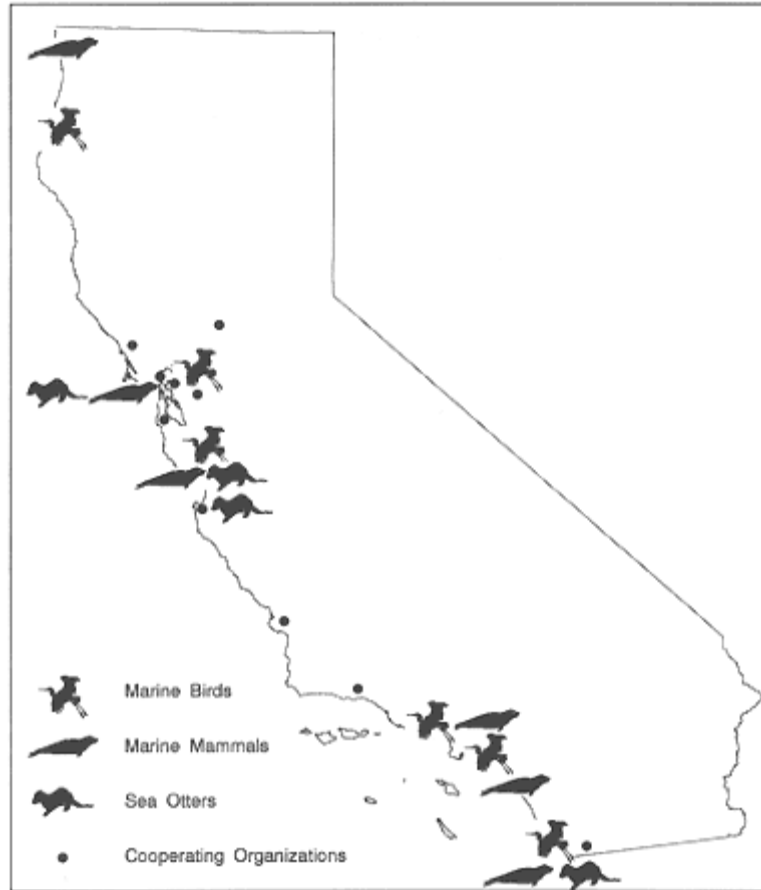 Marine Birds
Marine Mammals
Sea Otters
Cooperating Organizations